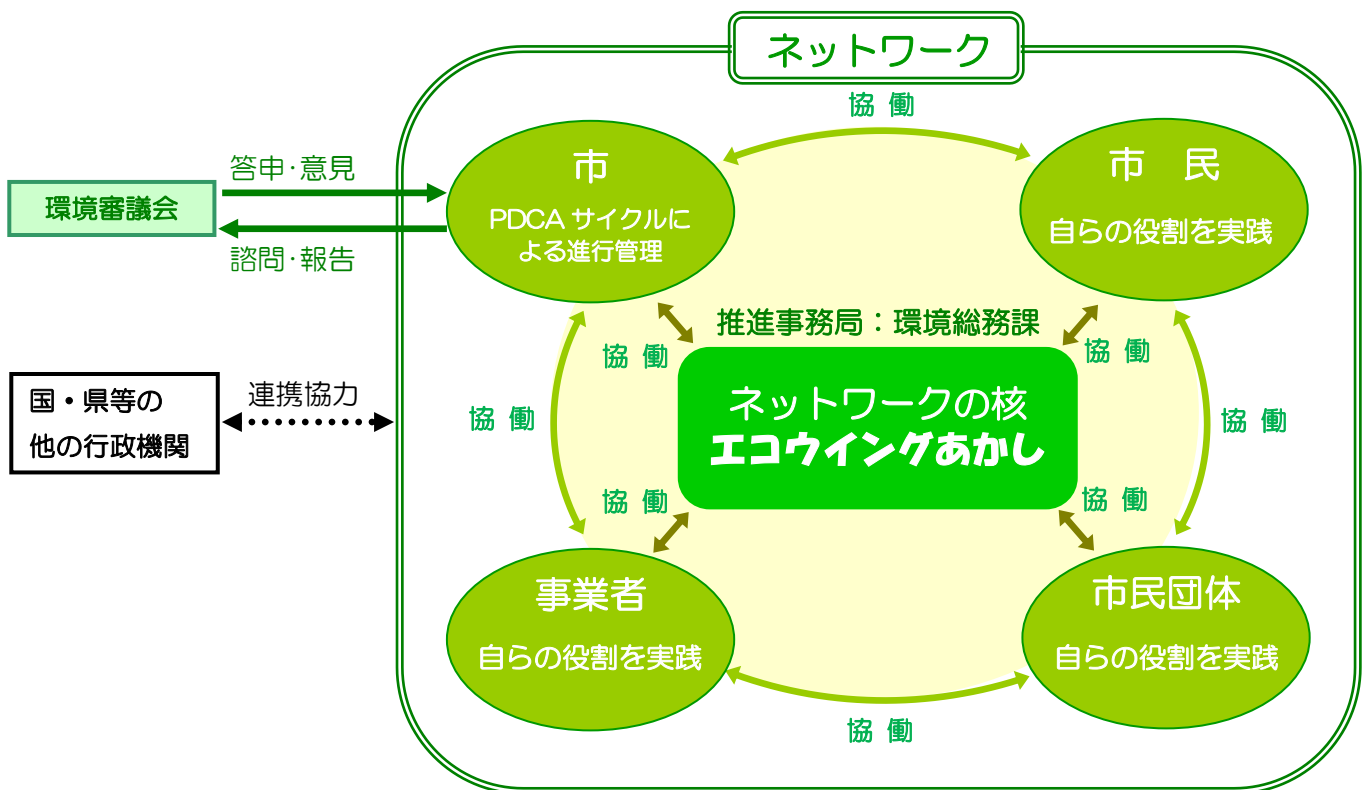 ネットワーク
協 働
市
PDCA サイクルに
よる進行管理
市　民
自らの役割を実践
答申・意見
環境審議会
諮問・報告
推進事務局：環境総務課
協 働
協 働
ネットワークの核
エコウイングあかし
国・県等の
他の行政機関
連携協力
協 働
協 働
協 働
協 働
事業者
自らの役割を実践
市民団体
自らの役割を実践
協 働